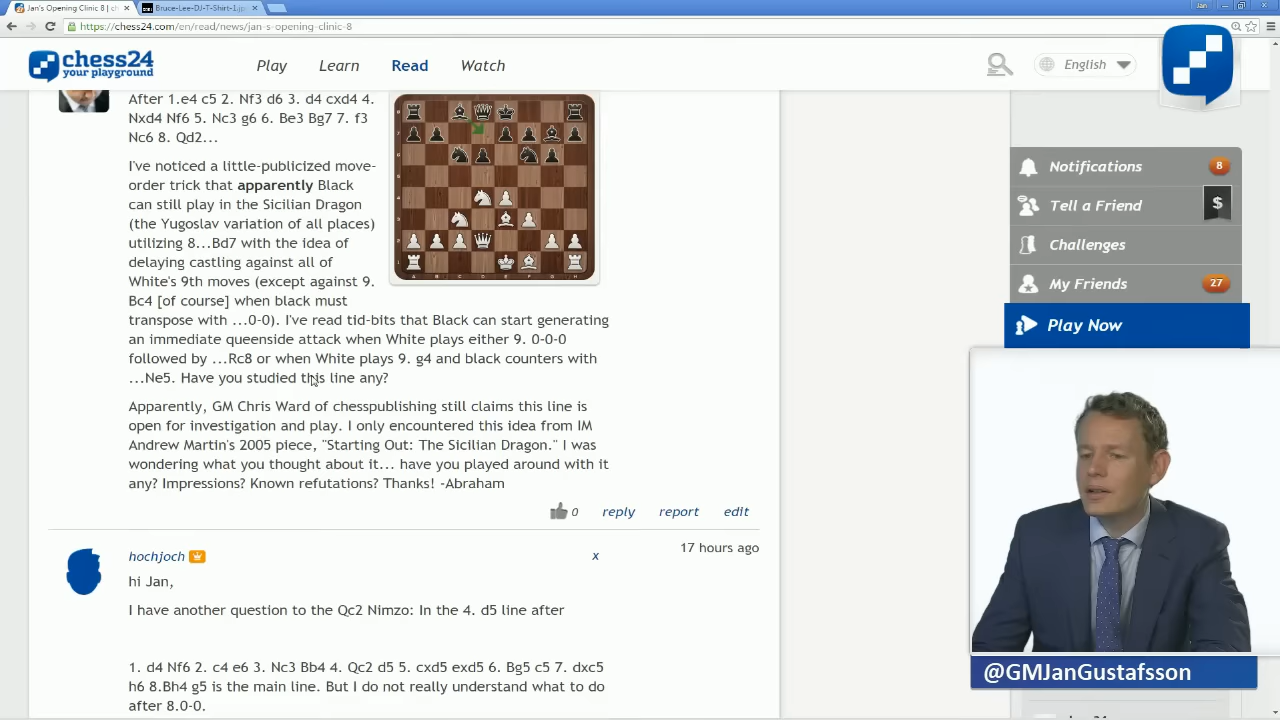 Jan's Opening Clinic 8 | ch
Bruce-Lee-DJ-T-Shirt-1.jp
Jan
https://chess24.com/en/read/news/jan-s-opening-clinic-8
chess24
your playground
Play
Learn
Read
Watch
English
After 1.e4 c5 2. Nf3 d6 3. d4 cxd4 4.
Nxd4 Nf6 5. Nc3 g6 6. Be3 Bg7 7. f3
Nc6 8. Qd2...
I've noticed a little-publicized move-
order trick that apparently Black
can still play in the Sicilian Dragon
(the Yugoslav variation of all places)
utilizing 8...Bd7 with the idea of
delaying castling against all of
White's 9th moves (except against 9.
Bc4 [of course] when black must
transpose with ...0-0). I've read tid-bits that Black can start generating
an immediate queenside attack when White plays either 9. 0-0-0
followed by ...Rc8 or when White plays 9. g4 and black counters with
...Ne5. Have you studied this line any?
Apparently, GM Chris Ward of chesspublishing still claims this line is
open for investigation and play. I only encountered this idea from IM
Andrew Martin's 2005 piece, "Starting Out: The Sicilian Dragon." I was
wondering what you thought about it... have you played around with it
any? Impressions? Known refutations? Thanks! -Abraham
0 reply report edit
hochjoch
x
17 hours ago
hi Jan,
I have another question to the Qc2 Nimzo: In the 4. d5 line after
1. d4 Nf6 2. c4 e6 3. Nc3 Bb4 4. Qc2 d5 5. cxd5 exd5 6. Bg5 c5 7. dxc5
h6 8.Bh4 g5 is the main line. But I do not really understand what to do
after 8.0-0.
Notifications 8
Tell a Friend $
Challenges
My Friends 27
Play Now
@GMJanGustafsson